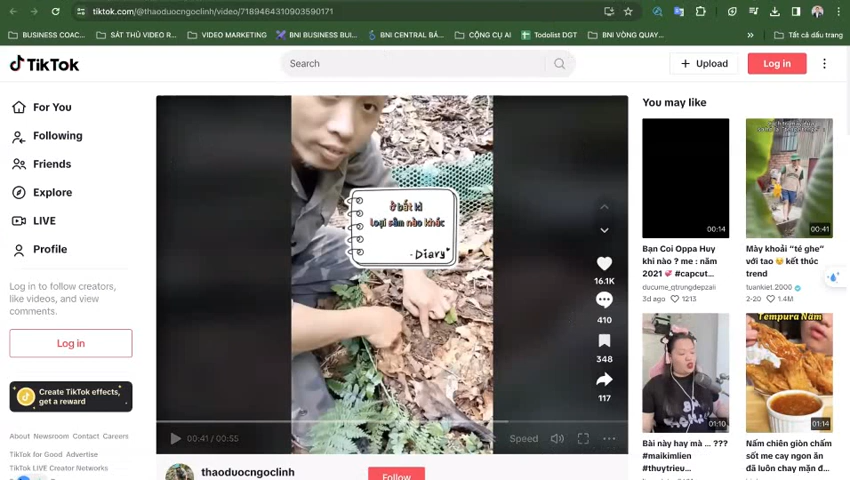 tiktok.com/@thaoduocngoclinh/video/7189464310903590171
BUSINESS COAC...
SÁT THỦ VIDEO R...
VIDEO MARKETING
BNI BUSINESS BUI...
BNI CENTRAL BÁ...
CỘNG CỤ AI
Todolist DGT
BNI VÒNG QUAY...
»
Tất cả dấu trang
TikTok
Search
+ Upload
Log in
For You
Following
Friends
Explore
LIVE
Profile
Log in to follow creators,
like videos, and view
comments.
Log in
Create TikTok effects,
get a reward
About Newsroom Contact Careers
TikTok for Good Advertise
TikTok LIVE Creator Networks
ở bất kì
loại sâm nào khác
-Diary
16.1K
410
348
117
00:41 / 00:55
Speed
thaoduocngoclinh
Follow
You may like
00:14
Bạn Coi Oppa Huy
khi nào ? me : năm
2021 #capcut...
ducume_qtrungdepzaii
3d ago 1213
00:41
Mày khoải “té ghe”
với tao kết thúc
trend
tuankiet.2000
2-20 1.4M
01:10
Bài này hay mà ... ???
#maikimlien
#thuytrieu...
Tempura Nấm
01:14
Nấm chiên giòn chấm
sốt me cay ngon ăn
đã luôn chay mặn đ...